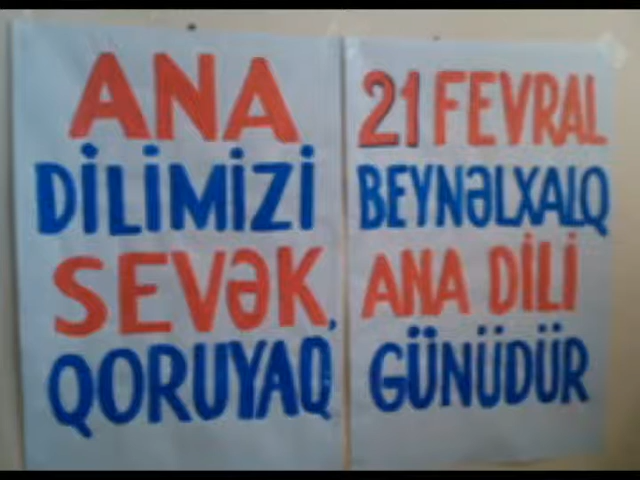 ANA
DİLİMİZİ
SEVƏK,
QORUYAQ
21 FEVRAL
BEYNƏLXALQ
ANA DİLİ
GÜNÜDÜR